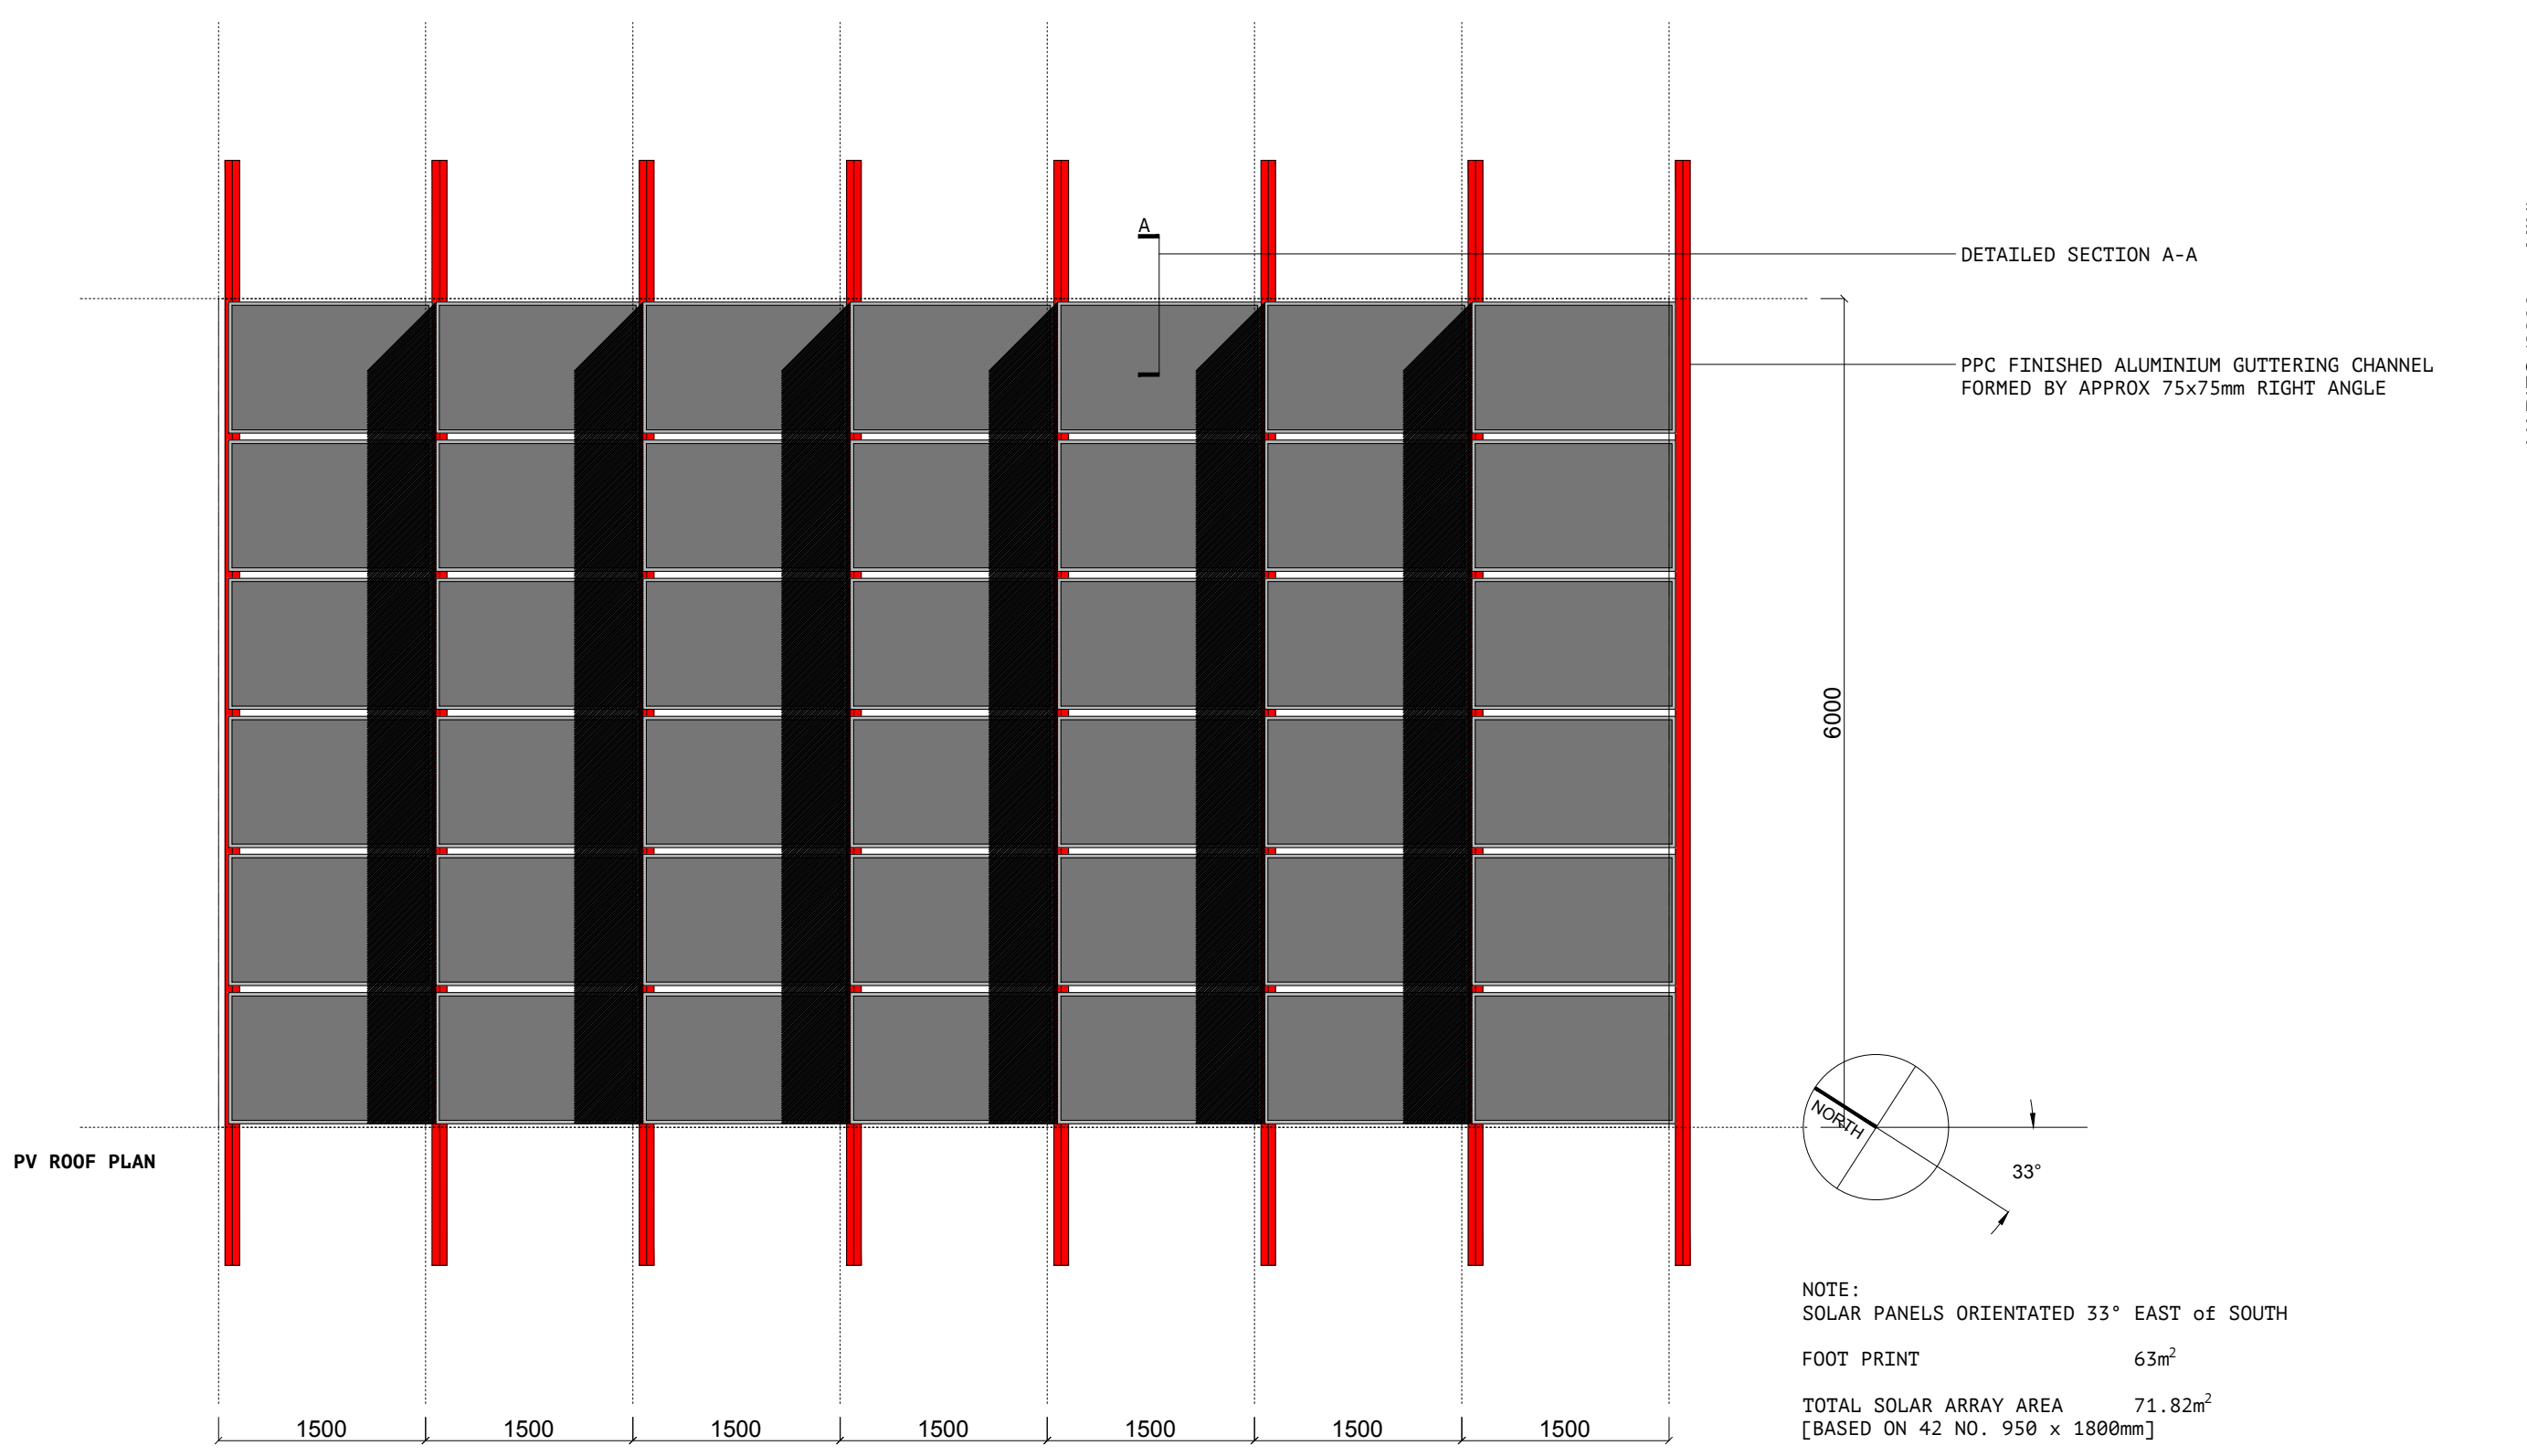 A
DETAILED SECTION A-A
PPC FINISHED ALUMINIUM GUTTERING CHANNEL
FORMED BY APPROX 75x75mm RIGHT ANGLE
6000
NORTH
33°
PV ROOF PLAN
NOTE:
SOLAR PANELS ORIENTATED 33° EAST of SOUTH
FOOT PRINT 63m²
TOTAL SOLAR ARRAY AREA 71.82m²
[BASED ON 42 NO. 950 x 1800mm]
1500 1500 1500 1500 1500 1500 1500